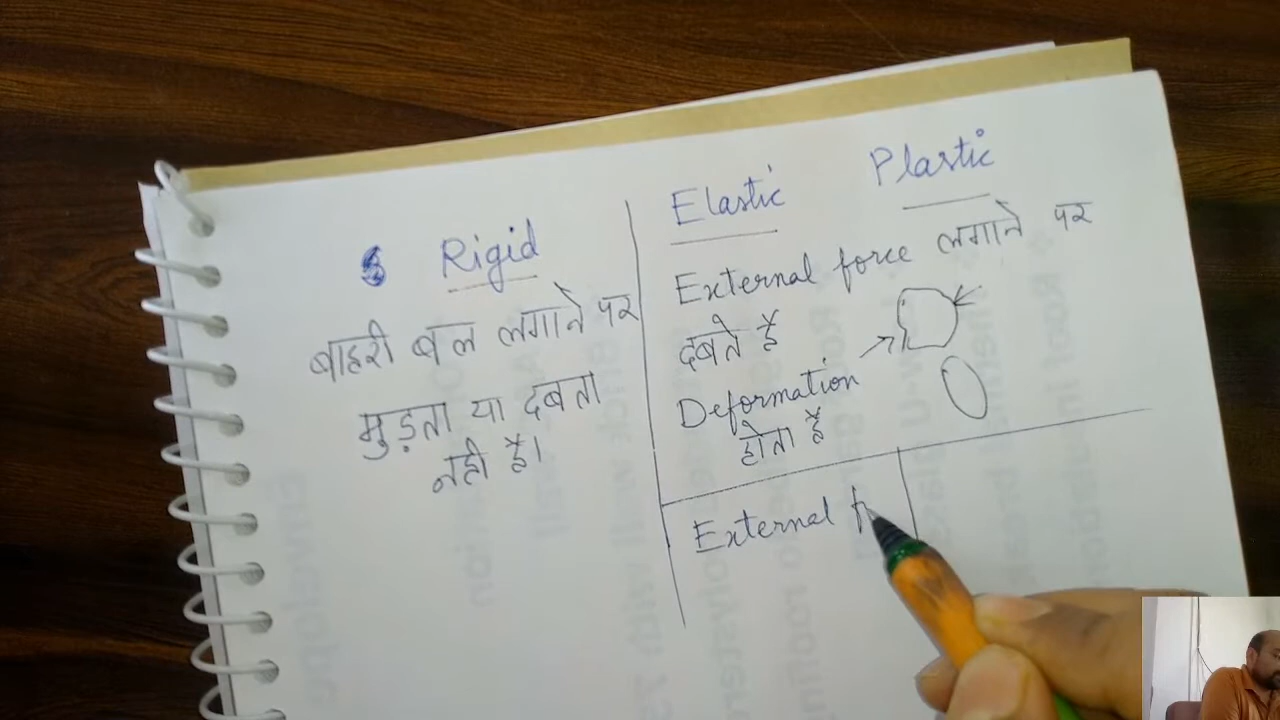 Rigid
बाहरी बल लगाने पर
मुड़ता या दबता
नही है।
Elastic Plastic
External force लगाने पर
दबते है
Deformation
होता है
External f